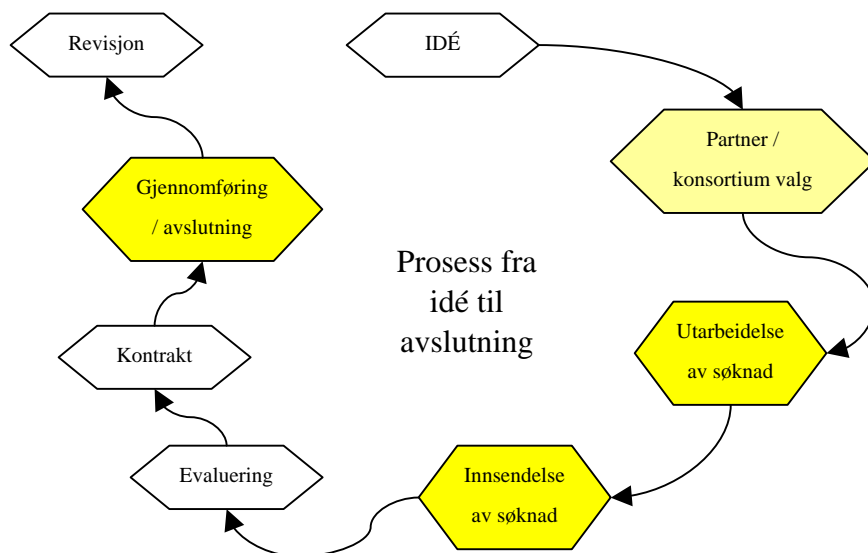 Revisjon
IDÉ
Partner /
konsortium valg
Gjennomføring
/ avslutning
Prosess fra
idé til
avslutning
Utarbeidelse
av søknad
Kontrakt
Evaluering
Innsendelse
av søknad